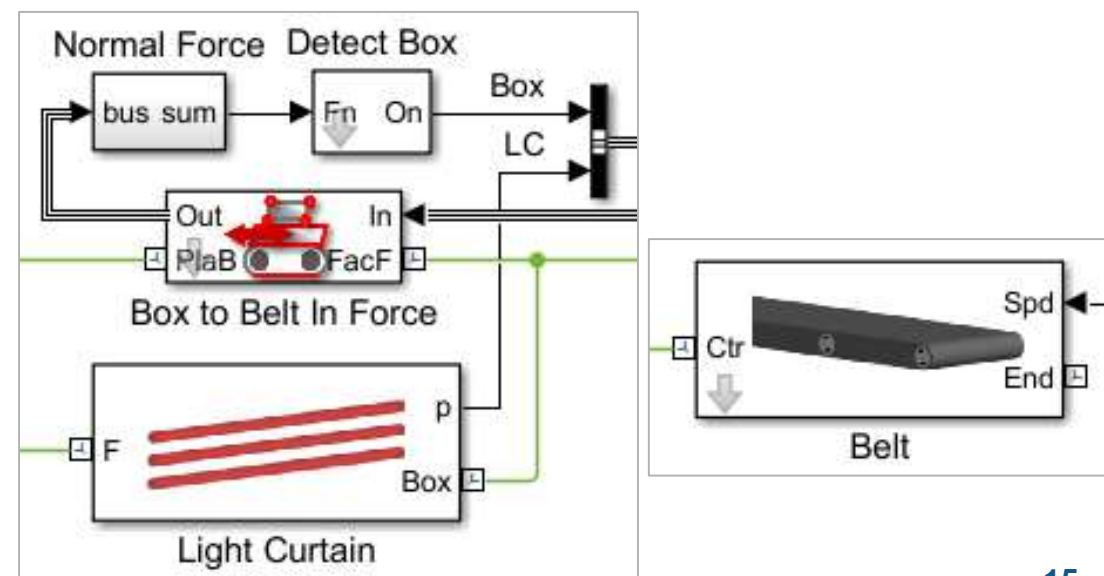 Normal Force
Detect Box
bus sum
Fn
On
Box
LC
Out
In
PlaB
FacF
Box to Belt In Force
F
p
Box
Light Curtain
Ctr
Spd
End
Belt